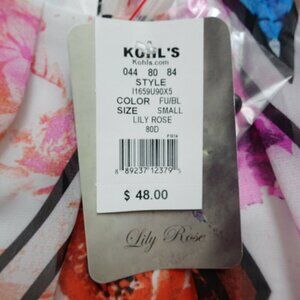 KOHL'S
Kohls.com
044 80 84
STYLE
I1659U90X5
COLOR FU/BL
SIZE SMALL
LILY ROSE
80D
8 89237 12379 5
$ 48.00
Lily Rose